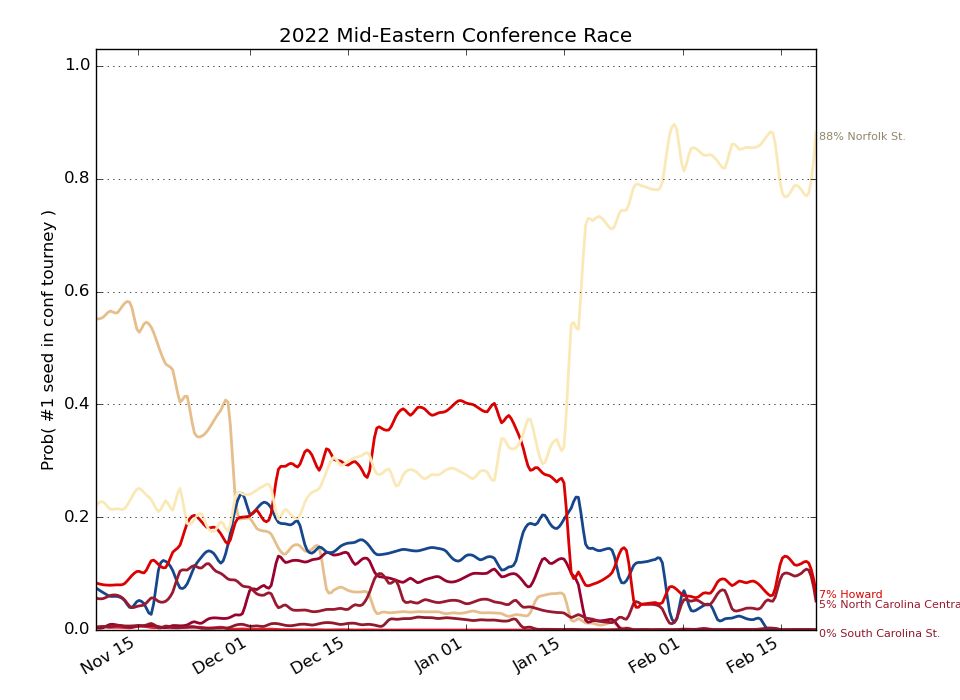 2022 Mid-Eastern Conference Race
Prob( #1 seed in conf tourney )
1.0
0.8
0.6
0.4
0.2
0.0
Nov 15
Dec 01
Dec 15
Jan 01
Jan 15
Feb 01
Feb 15
88% Norfolk St.
7% Howard
5% North Carolina Centra
0% South Carolina St.